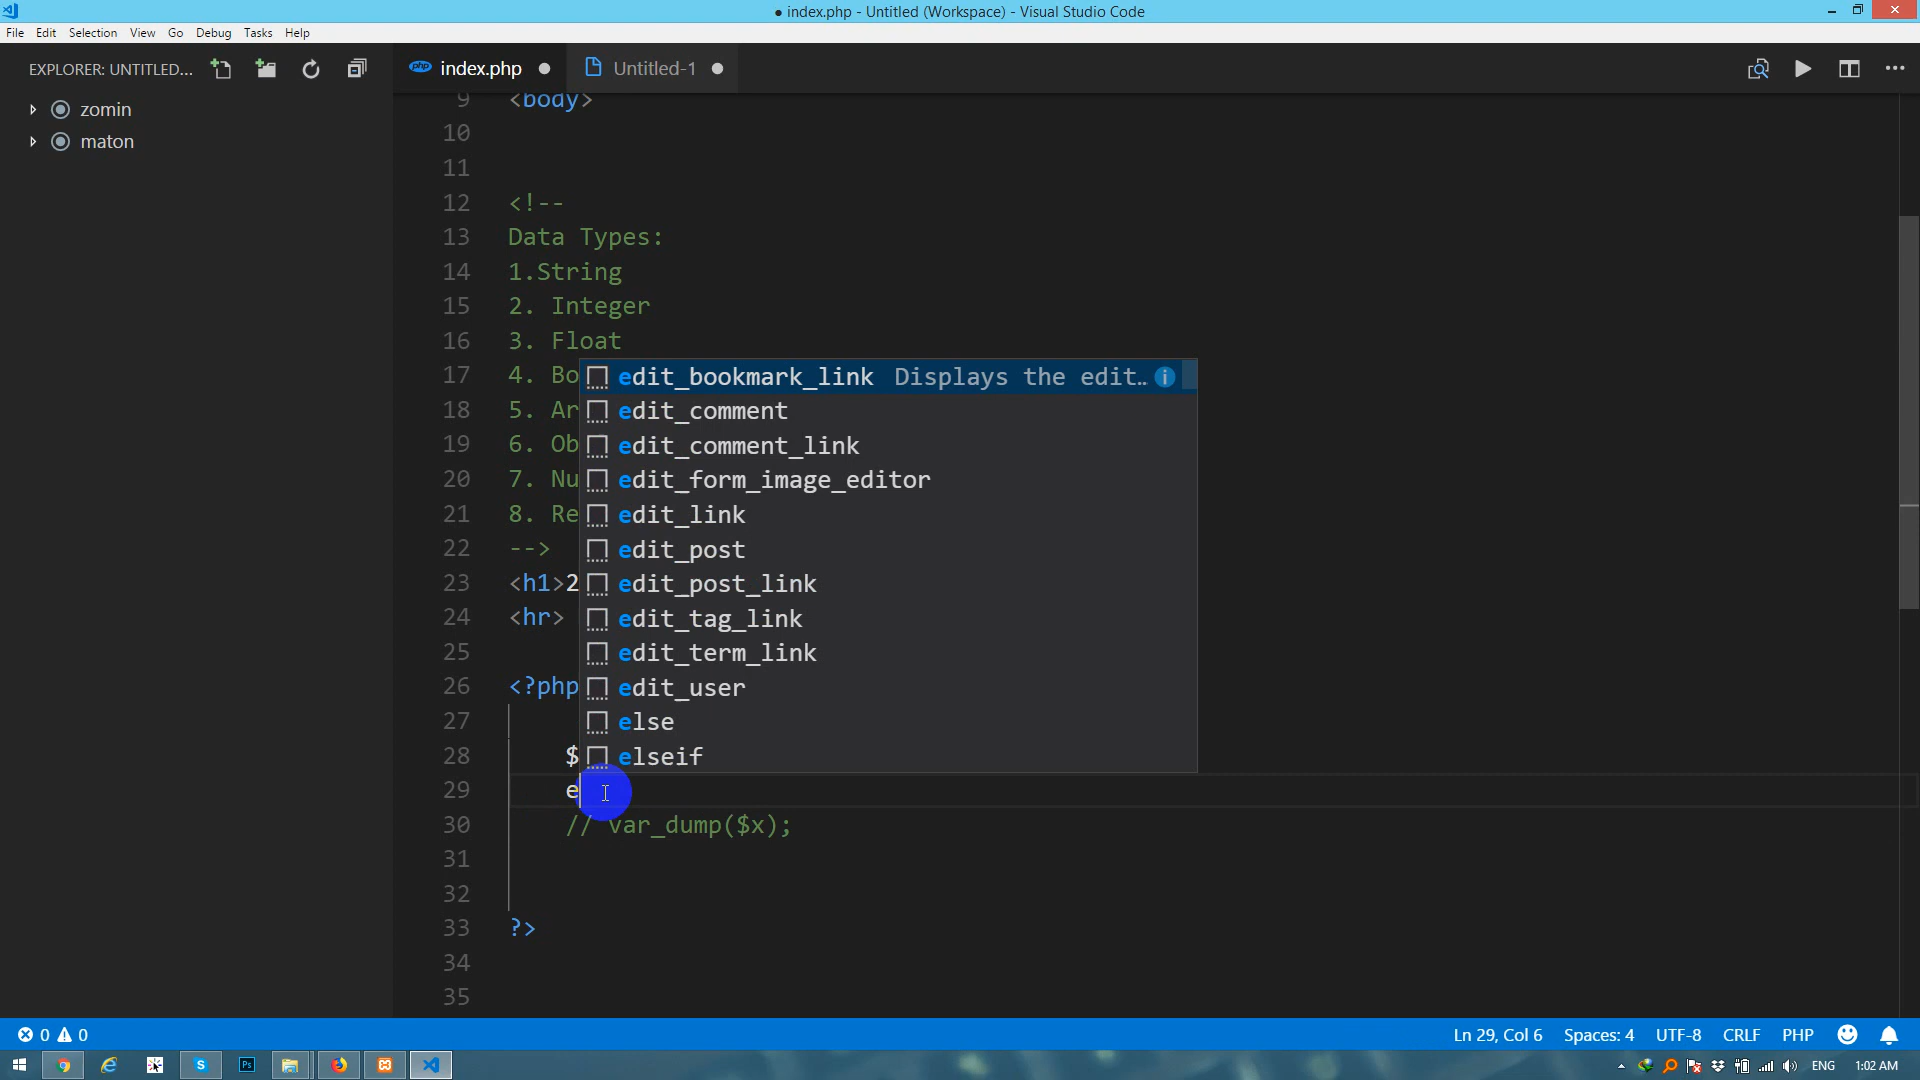 ● index.php - Untitled (Workspace) - Visual Studio Code
File Edit Selection View Go Debug Tasks Help
EXPLORER: UNTITLED...
index.php
Untitled-1
zomin
maton
9 <body>
10
11
12 <!--
13 Data Types:
14 1.String
15 2. Integer
16 3. Float
17 4. Bo
18 5. Ar
19 6. Ob
20 7. Nu
21 8. Re
22 -->
23 <h1>2
24 <hr>
25
26 <?php
27
28 $
29 e
30 // var_dump($x);
31
32
33 ?>
34
35
edit_bookmark_link Displays the edit…
edit_comment
edit_comment_link
edit_form_image_editor
edit_link
edit_post
edit_post_link
edit_tag_link
edit_term_link
edit_user
else
elseif
0 0
Ln 29, Col 6 Spaces: 4 UTF-8 CRLF PHP
Ps
ENG 1:02 AM